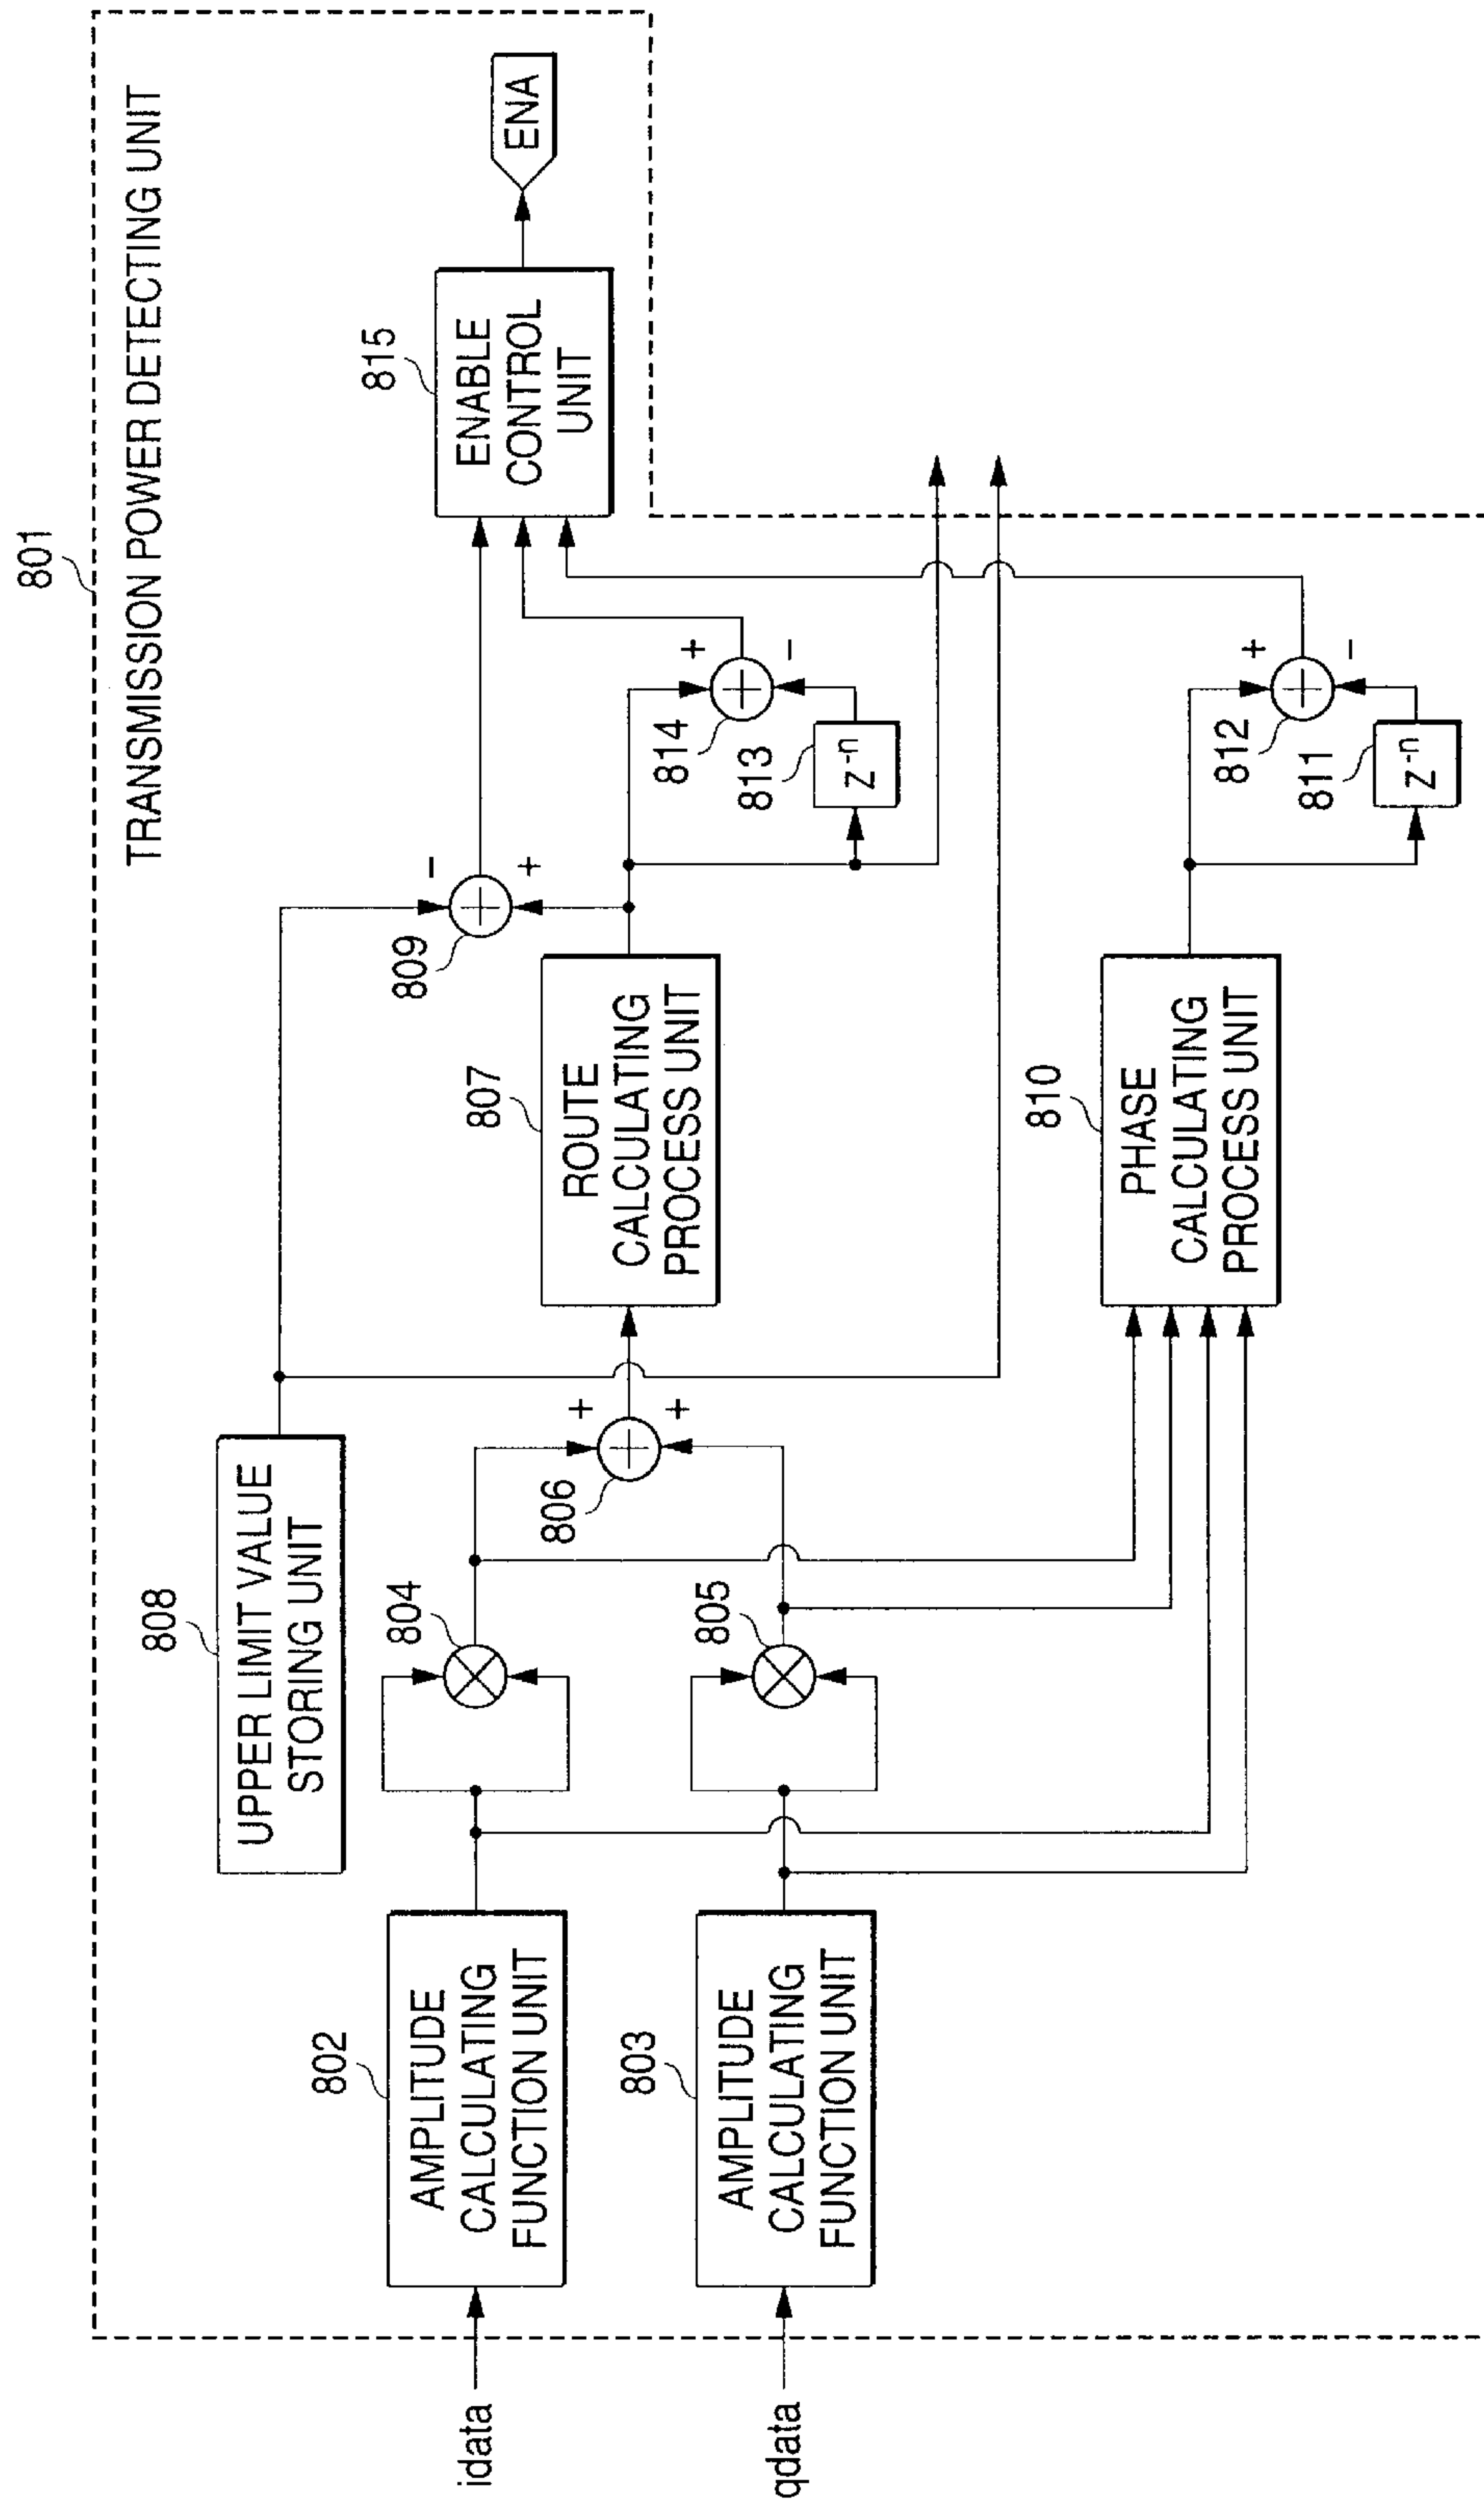 801
TRANSMISSION POWER DETECTING UNIT
808
UPPER LIMIT VALUE
STORING UNIT
idata
802
AMPLITUDE
CALCULATING
FUNCTION UNIT
804
qdata
803
AMPLITUDE
CALCULATING
FUNCTION UNIT
805
806
+
+
807
ROUTE
CALCULATING
PROCESS UNIT
809
−
+
814
+
−
813
z⁻ⁿ
815
ENABLE
CONTROL
UNIT
ENA
810
PHASE
CALCULATING
PROCESS UNIT
812
+
−
811
z⁻ⁿ